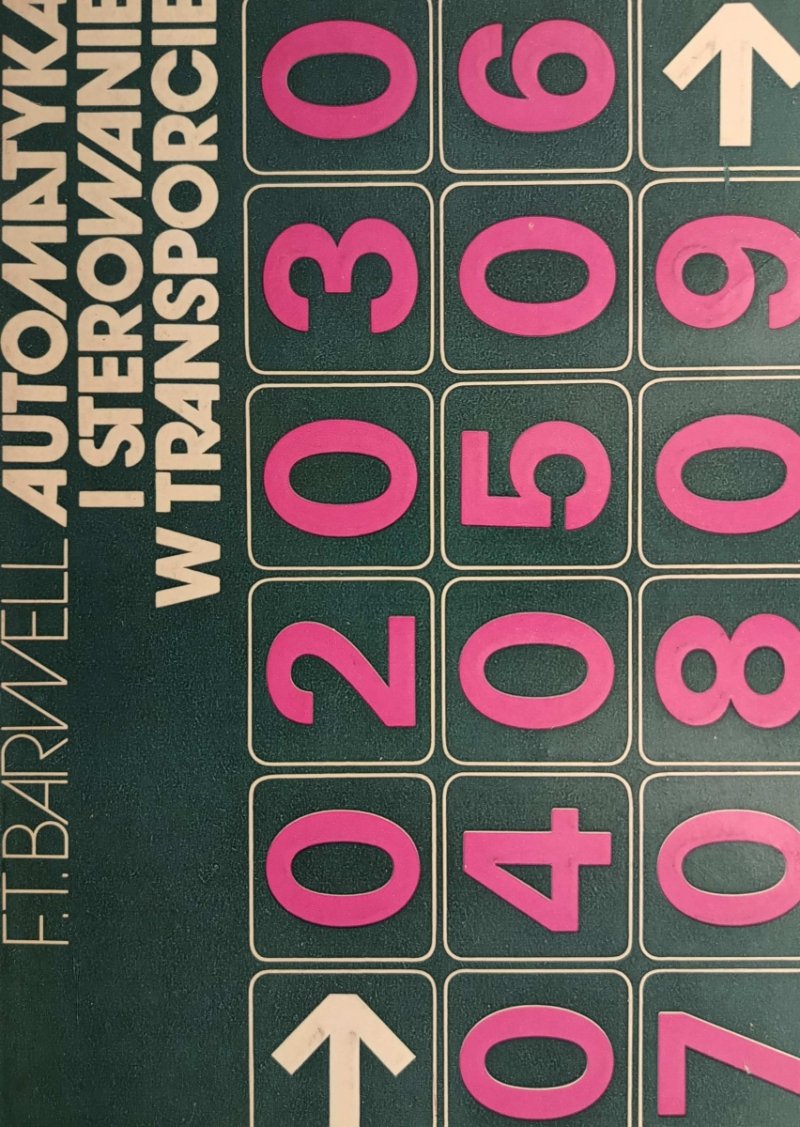 F.T. BARWELL AUTOMATYKA
I STEROWANIE
W TRANSPORCIE
→ 0 2 0 3 0
0 4 0 5 0 6
7 0 8 0 9 →